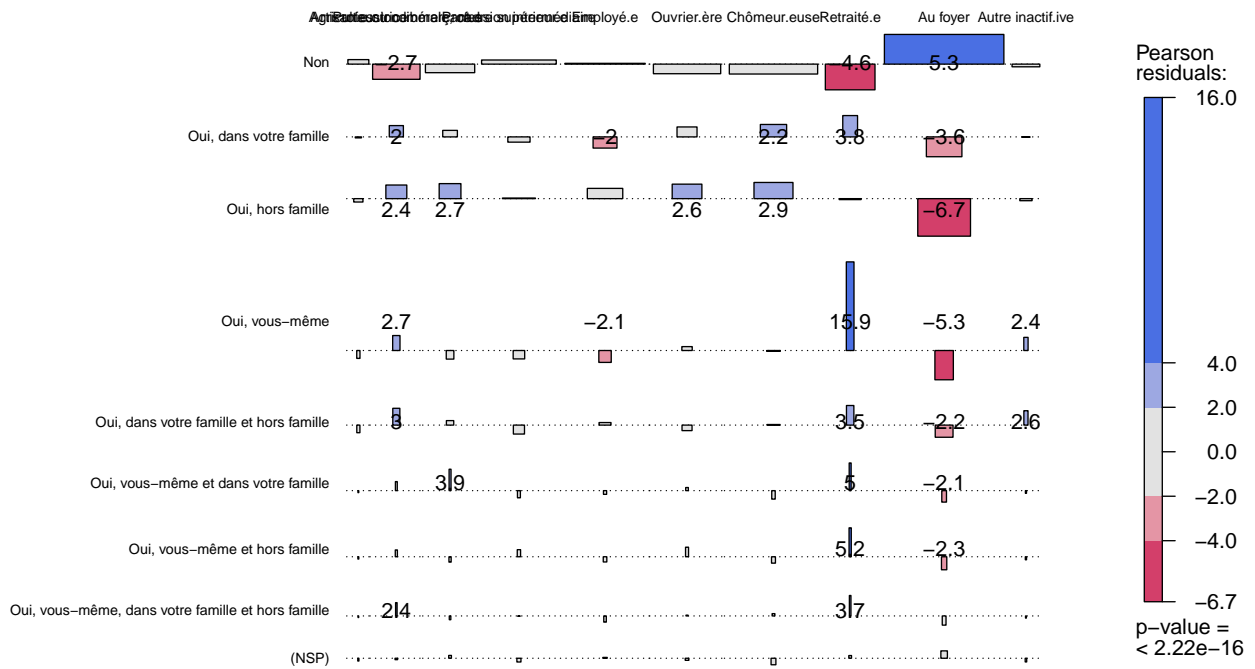 Employé.e Ouvrier.ère Chômeur.euse Retraité.e Au foyer Autre inactif.ive
Non −2.7 −4.6 5.3
Oui, dans votre famille 2 −2 2.2 3.8 −3.6
Oui, hors famille 2.4 2.7 2.6 2.9 −6.7
Oui, vous−même 2.7 −2.1 15.9 −5.3 2.4
Oui, dans votre famille et hors famille 3 3.5 −2.2 2.6
Oui, vous−même et dans votre famille 3.9 5 −2.1
Oui, vous−même et hors famille 5.2 −2.3
Oui, vous−même, dans votre famille et hors famille 2.4 3.7
(NSP)
Pearson
residuals:
16.0
4.0
2.0
0.0
−2.0
−4.0
−6.7
p−value =
< 2.22e−16